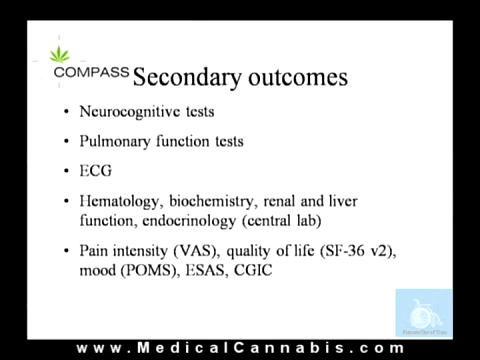 COMPASS Secondary outcomes
• Neurocognitive tests
• Pulmonary function tests
• ECG
• Hematology, biochemistry, renal and liver
function, endocrinology (central lab)
• Pain intensity (VAS), quality of life (SF-36 v2),
mood (POMS), ESAS, CGIC
www.MedicalCannabis.com